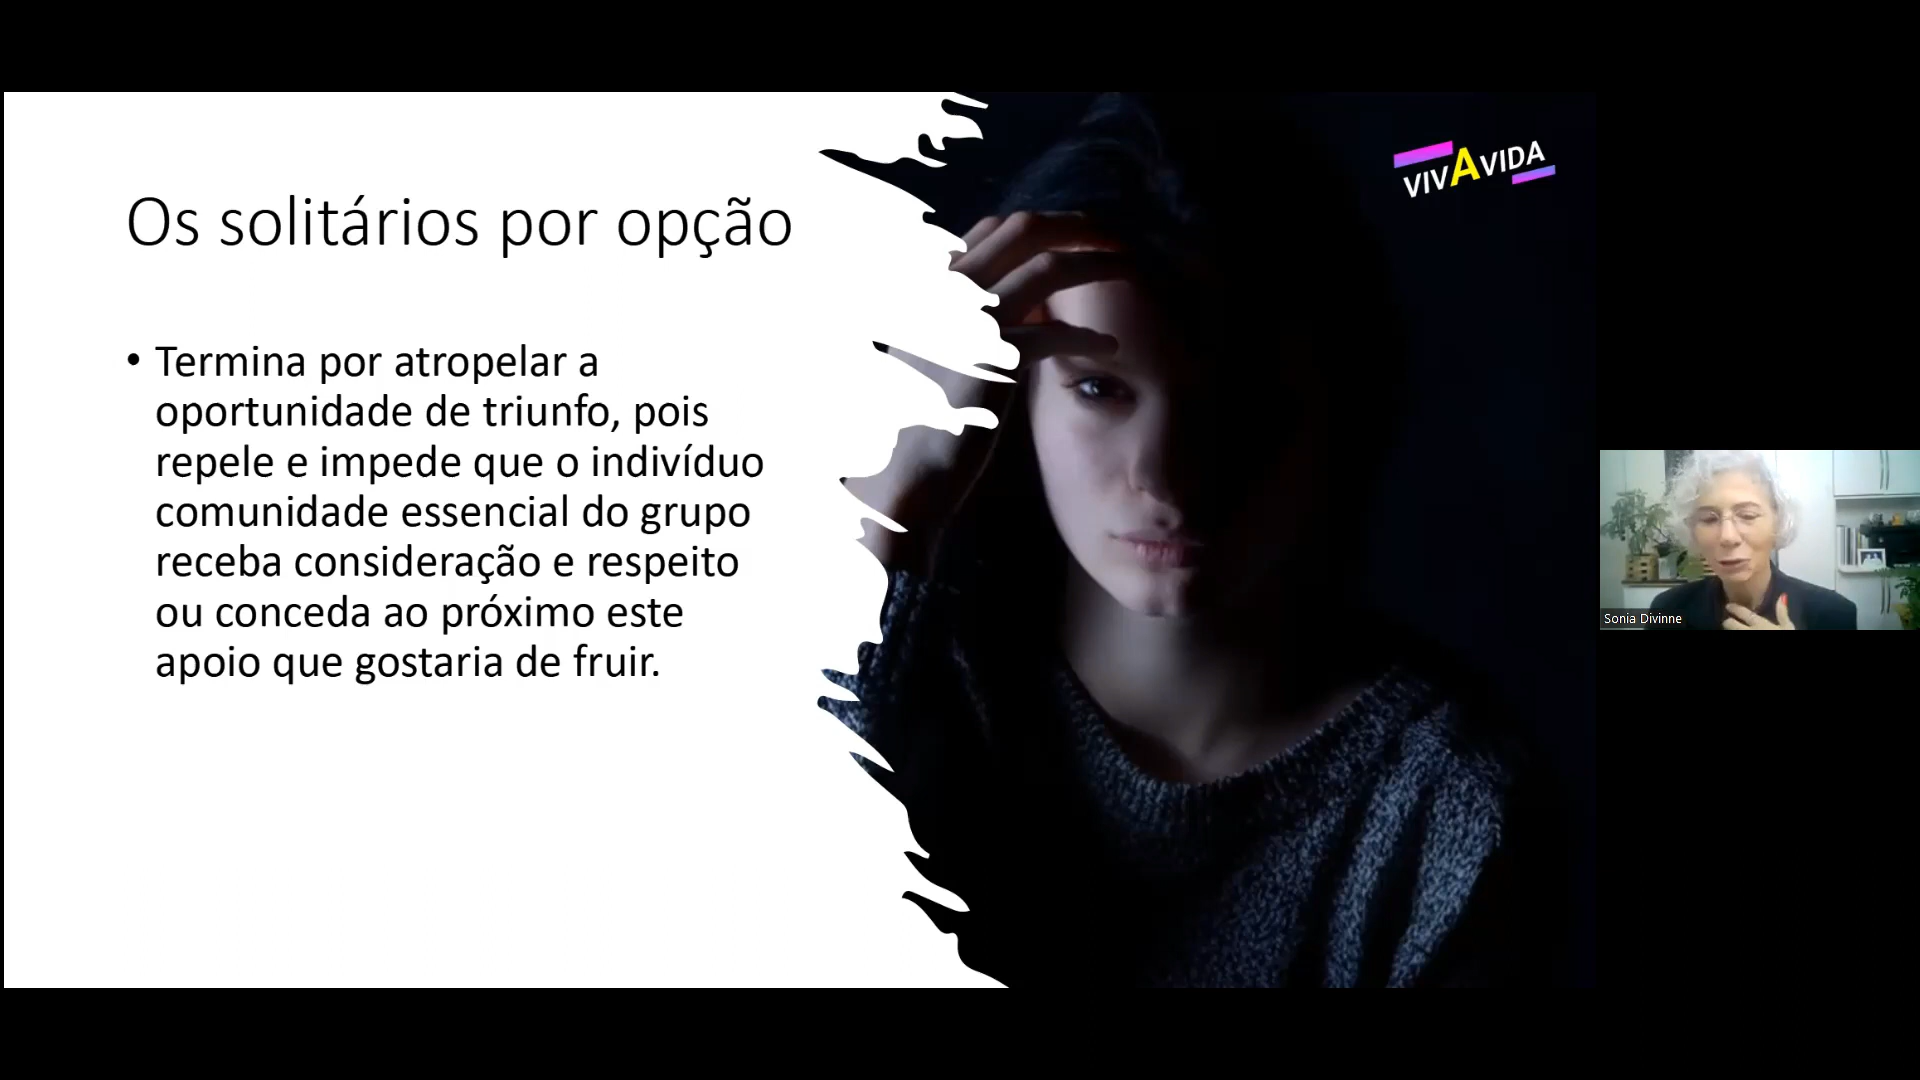 VIVAVIDA
Os solitários por opção
• Termina por atropelar a
oportunidade de triunfo, pois
repele e impede que o indivíduo
comunidade essencial do grupo
receba consideração e respeito
ou conceda ao próximo este
apoio que gostaria de fruir.
Sonia Divinne